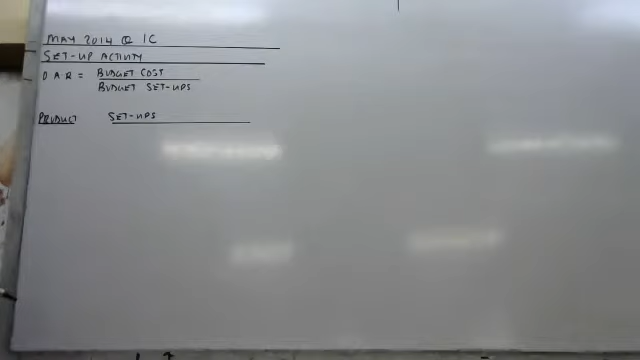 MAY 2014 Q 1C
SET-UP ACTIVITY
O A R = BUDGET COST
BUDGET SET-UPS
PRODUCT SET-UPS